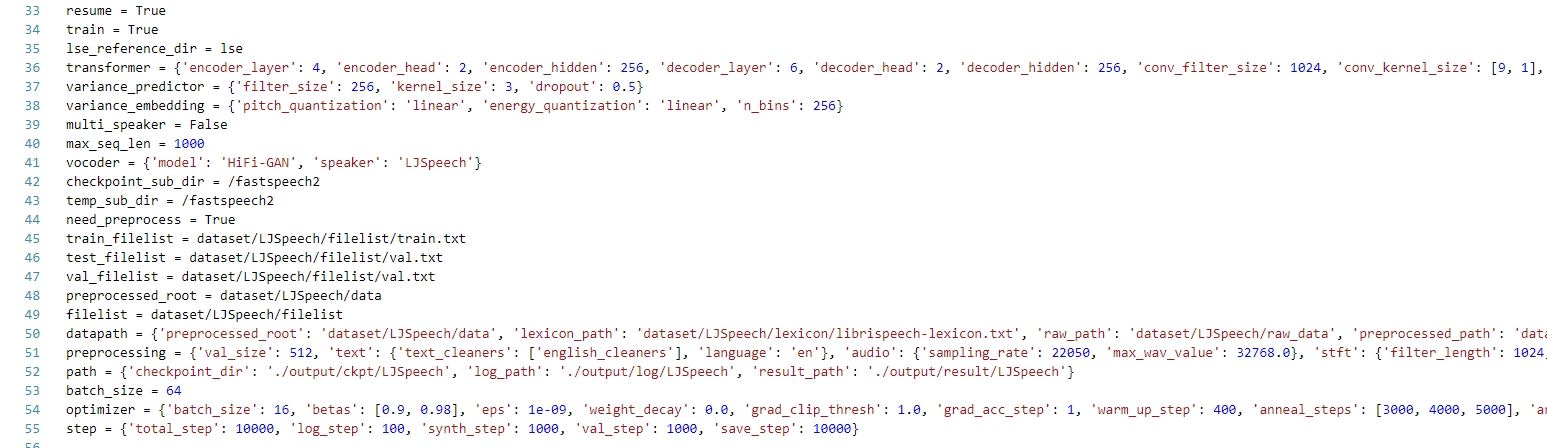 33 resume = True
34 train = True
35 lse_reference_dir = lse
36 transformer = {'encoder_layer': 4, 'encoder_head': 2, 'encoder_hidden': 256, 'decoder_layer': 6, 'decoder_head': 2, 'decoder_hidden': 256, 'conv_filter_size': 1024, 'conv_kernel_size': [9, 1],
37 variance_predictor = {'filter_size': 256, 'kernel_size': 3, 'dropout': 0.5}
38 variance_embedding = {'pitch_quantization': 'linear', 'energy_quantization': 'linear', 'n_bins': 256}
39 multi_speaker = False
40 max_seq_len = 1000
41 vocoder = {'model': 'HiFi-GAN', 'speaker': 'LJSpeech'}
42 checkpoint_sub_dir = /fastspeech2
43 temp_sub_dir = /fastspeech2
44 need_preprocess = True
45 train_filelist = dataset/LJSpeech/filelist/train.txt
46 test_filelist = dataset/LJSpeech/filelist/val.txt
47 val_filelist = dataset/LJSpeech/filelist/val.txt
48 preprocessed_root = dataset/LJSpeech/data
49 filelist = dataset/LJSpeech/filelist
50 datapath = {'preprocessed_root': 'dataset/LJSpeech/data', 'lexicon_path': 'dataset/LJSpeech/lexicon/librispeech-lexicon.txt', 'raw_path': 'dataset/LJSpeech/raw_data', 'preprocessed_path': 'data
51 preprocessing = {'val_size': 512, 'text': {'text_cleaners': ['english_cleaners'], 'language': 'en'}, 'audio': {'sampling_rate': 22050, 'max_wav_value': 32768.0}, 'stft': {'filter_length': 1024,
52 path = {'checkpoint_dir': './output/ckpt/LJSpeech', 'log_path': './output/log/LJSpeech', 'result_path': './output/result/LJSpeech'}
53 batch_size = 64
54 optimizer = {'batch_size': 16, 'betas': [0.9, 0.98], 'eps': 1e-09, 'weight_decay': 0.0, 'grad_clip_thresh': 1.0, 'grad_acc_step': 1, 'warm_up_step': 400, 'anneal_steps': [3000, 4000, 5000],
55 step = {'total_step': 10000, 'log_step': 100, 'synth_step': 1000, 'val_step': 1000, 'save_step': 10000}